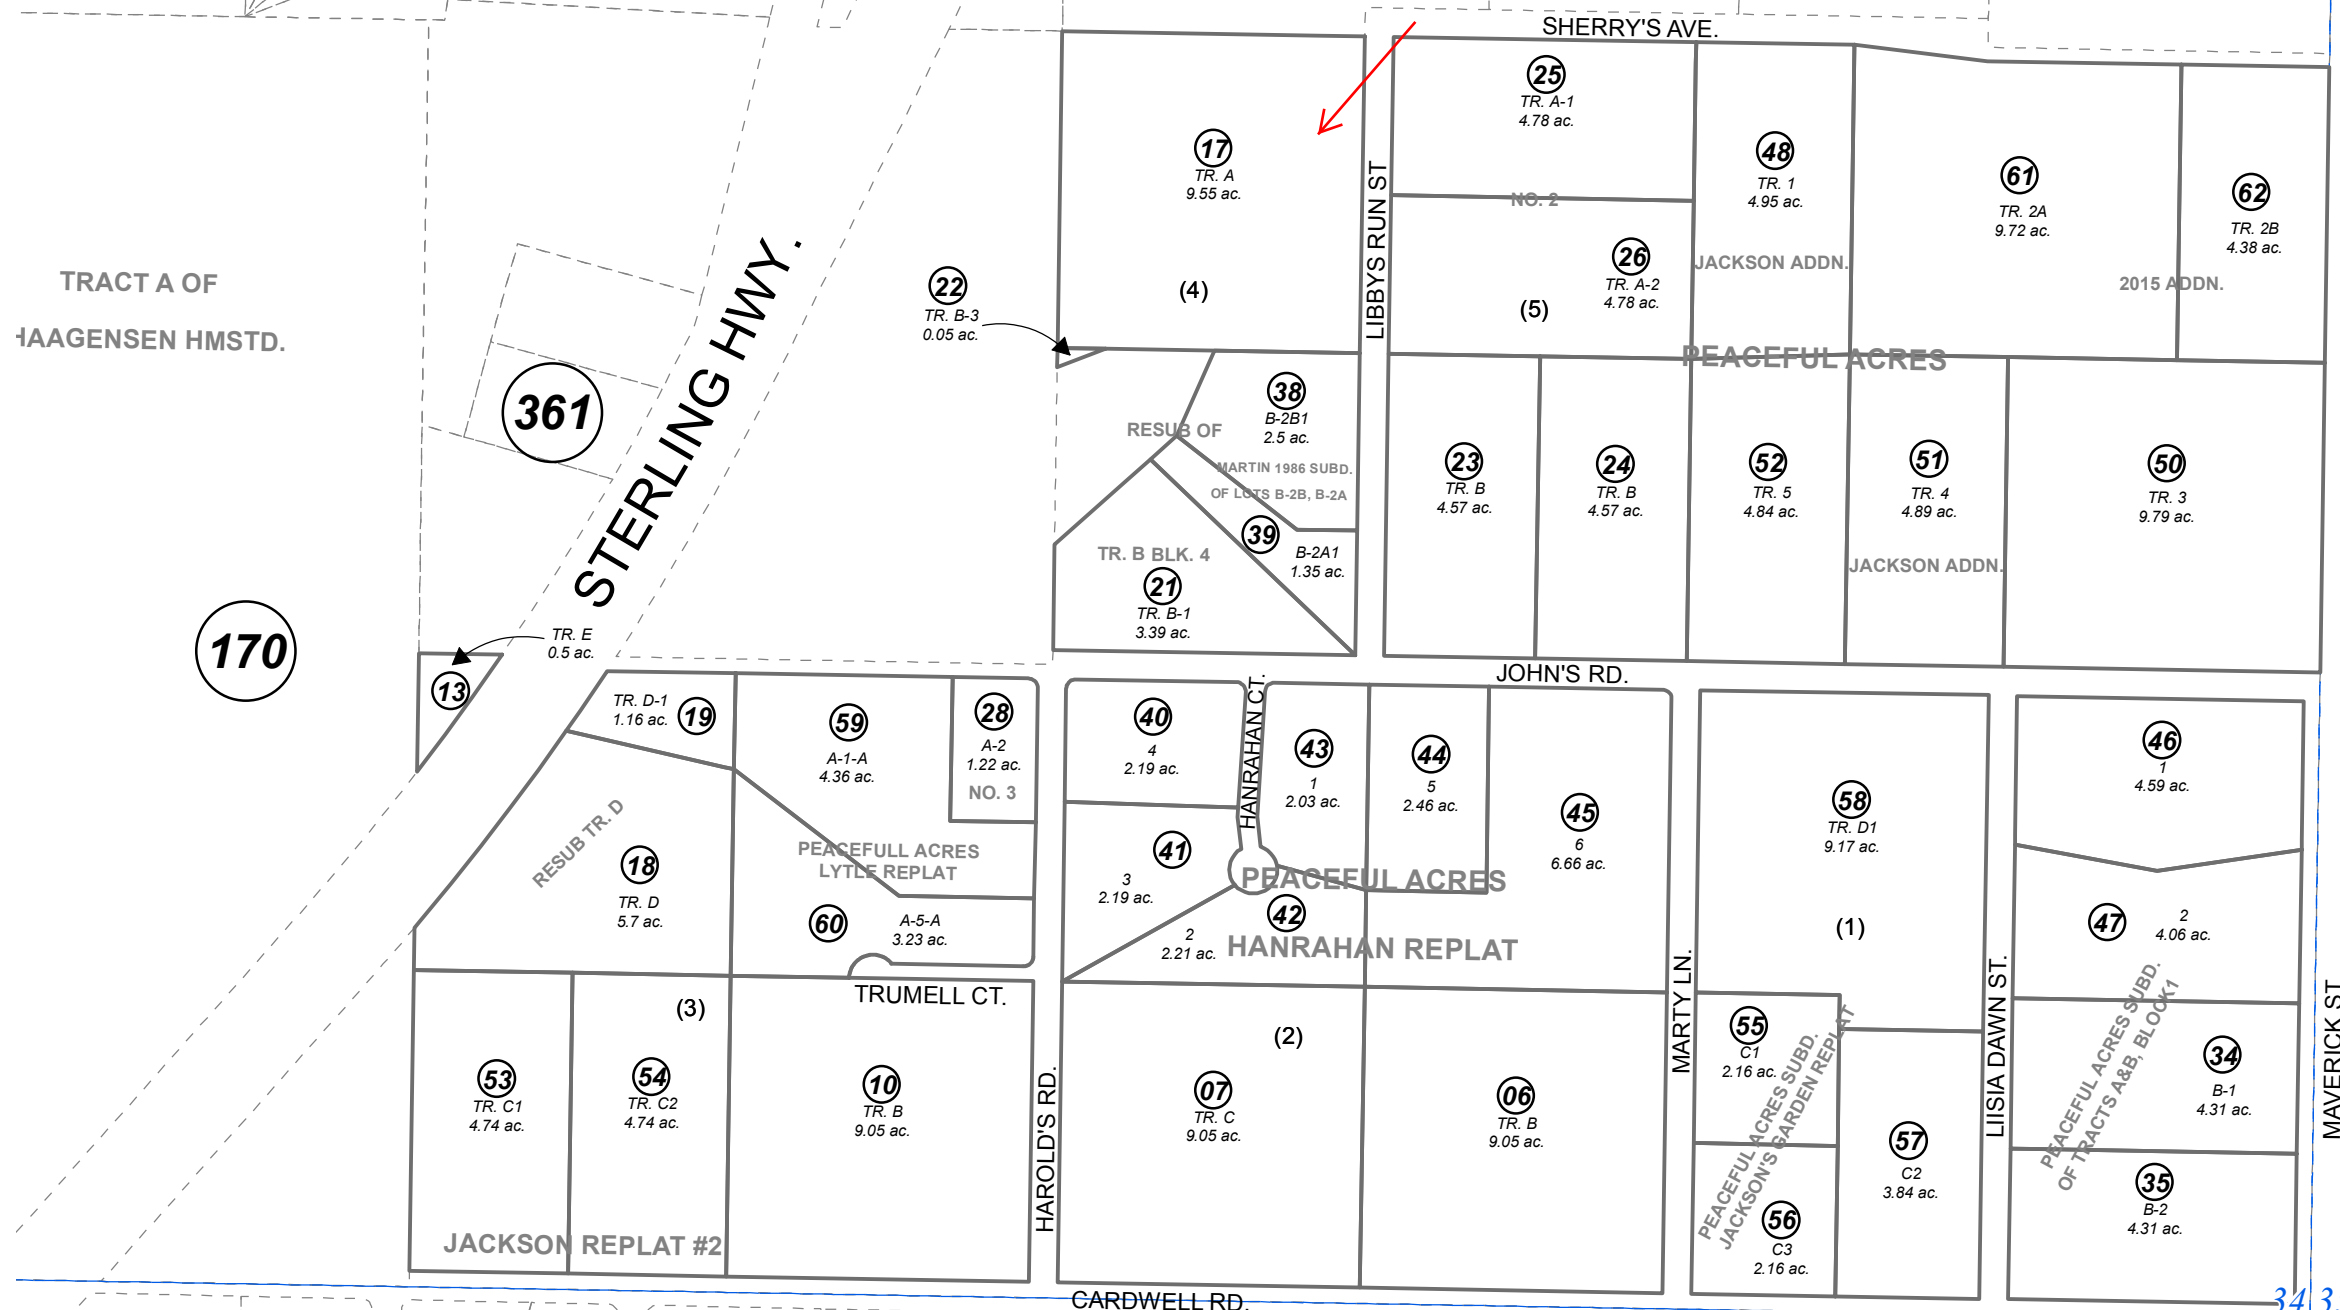 SHERRY'S AVE.
25
TR. A-1
4.78 ac.
17
TR. A
9.55 ac.
48
TR. 1
4.95 ac.
61
TR. 2A
9.72 ac.
62
TR. 2B
4.38 ac.
NO. 2
LIBBYS RUN ST
26
TR. A-2
4.78 ac.
JACKSON ADDN.
2015 ADDN.
TRACT A OF
HAAGENSEN HMSTD.
STERLING HWY.
22
TR. B-3
0.05 ac.
(4)
(5)
PEACEFUL ACRES
361
38
B-2B1
2.5 ac.
RESUB OF
MARTIN 1986 SUBD.
OF LOTS B-2B, B-2A
23
TR. B
4.57 ac.
24
TR. B
4.57 ac.
52
TR. 5
4.84 ac.
51
TR. 4
4.89 ac.
50
TR. 3
9.79 ac.
39
B-2A1
1.35 ac.
TR. B BLK. 4
21
TR. B-1
3.39 ac.
JACKSON ADDN.
170
TR. E
0.5 ac.
13
JOHN'S RD.
TR. D-1
1.16 ac.
19
59
A-1-A
4.36 ac.
28
A-2
1.22 ac.
NO. 3
40
4
2.19 ac.
HANRAHAN CT.
43
1
2.03 ac.
44
5
2.46 ac.
45
6
6.66 ac.
58
TR. D1
9.17 ac.
46
1
4.59 ac.
RESUB TR. D
18
TR. D
5.7 ac.
PEACEFULL ACRES
LYTLE REPLAT
60
A-5-A
3.23 ac.
41
3
2.19 ac.
PEACEFUL ACRES
42
2
2.21 ac.
HANRAHAN REPLAT
(1)
47
2
4.06 ac.
TRUMELL CT.
(3)
(2)
MARTY LN.
LIISIA DAWN ST.
MAVERICK ST
53
TR. C1
4.74 ac.
54
TR. C2
4.74 ac.
10
TR. B
9.05 ac.
HAROLD'S RD.
07
TR. C
9.05 ac.
06
TR. B
9.05 ac.
55
C1
2.16 ac.
PEACEFUL ACRES SUBD.
JACKSON'S GARDEN REPLAT
57
C2
3.84 ac.
56
C3
2.16 ac.
PEACEFUL ACRES SUBD.
OF TRACTS A&B, BLOCK1
34
B-1
4.31 ac.
35
B-2
4.31 ac.
JACKSON REPLAT #2
CARDWELL RD.